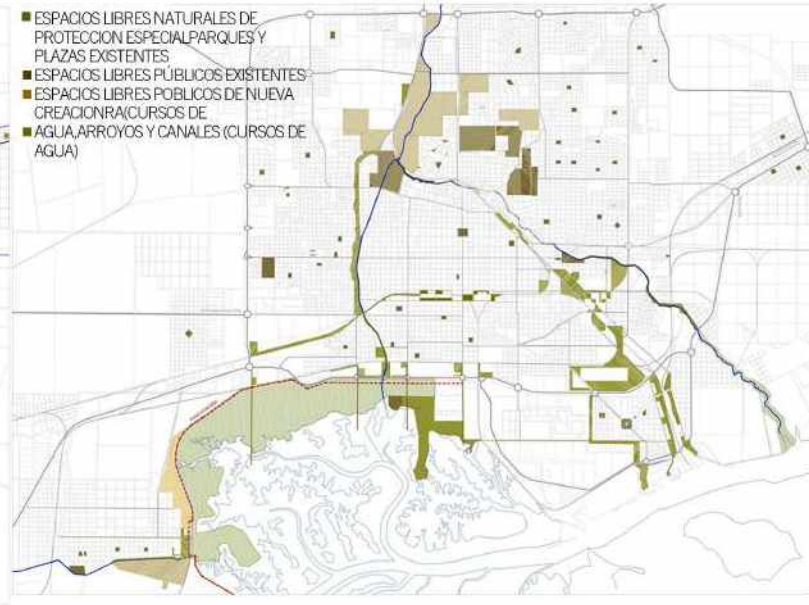 ESPACIOS LIBRES NATURALES DE
PROTECCION ESPECIALPARQUES Y
PLAZAS EXISTENTES
ESPACIOS LIBRES PÚBLICOS EXISTENTES
ESPACIOS LIBRES POBLICOS DE NUEVA
CREACIONRA(CURSOS DE
AGUA,ARROYOS Y CANALES (CURSOS DE
AGUA)